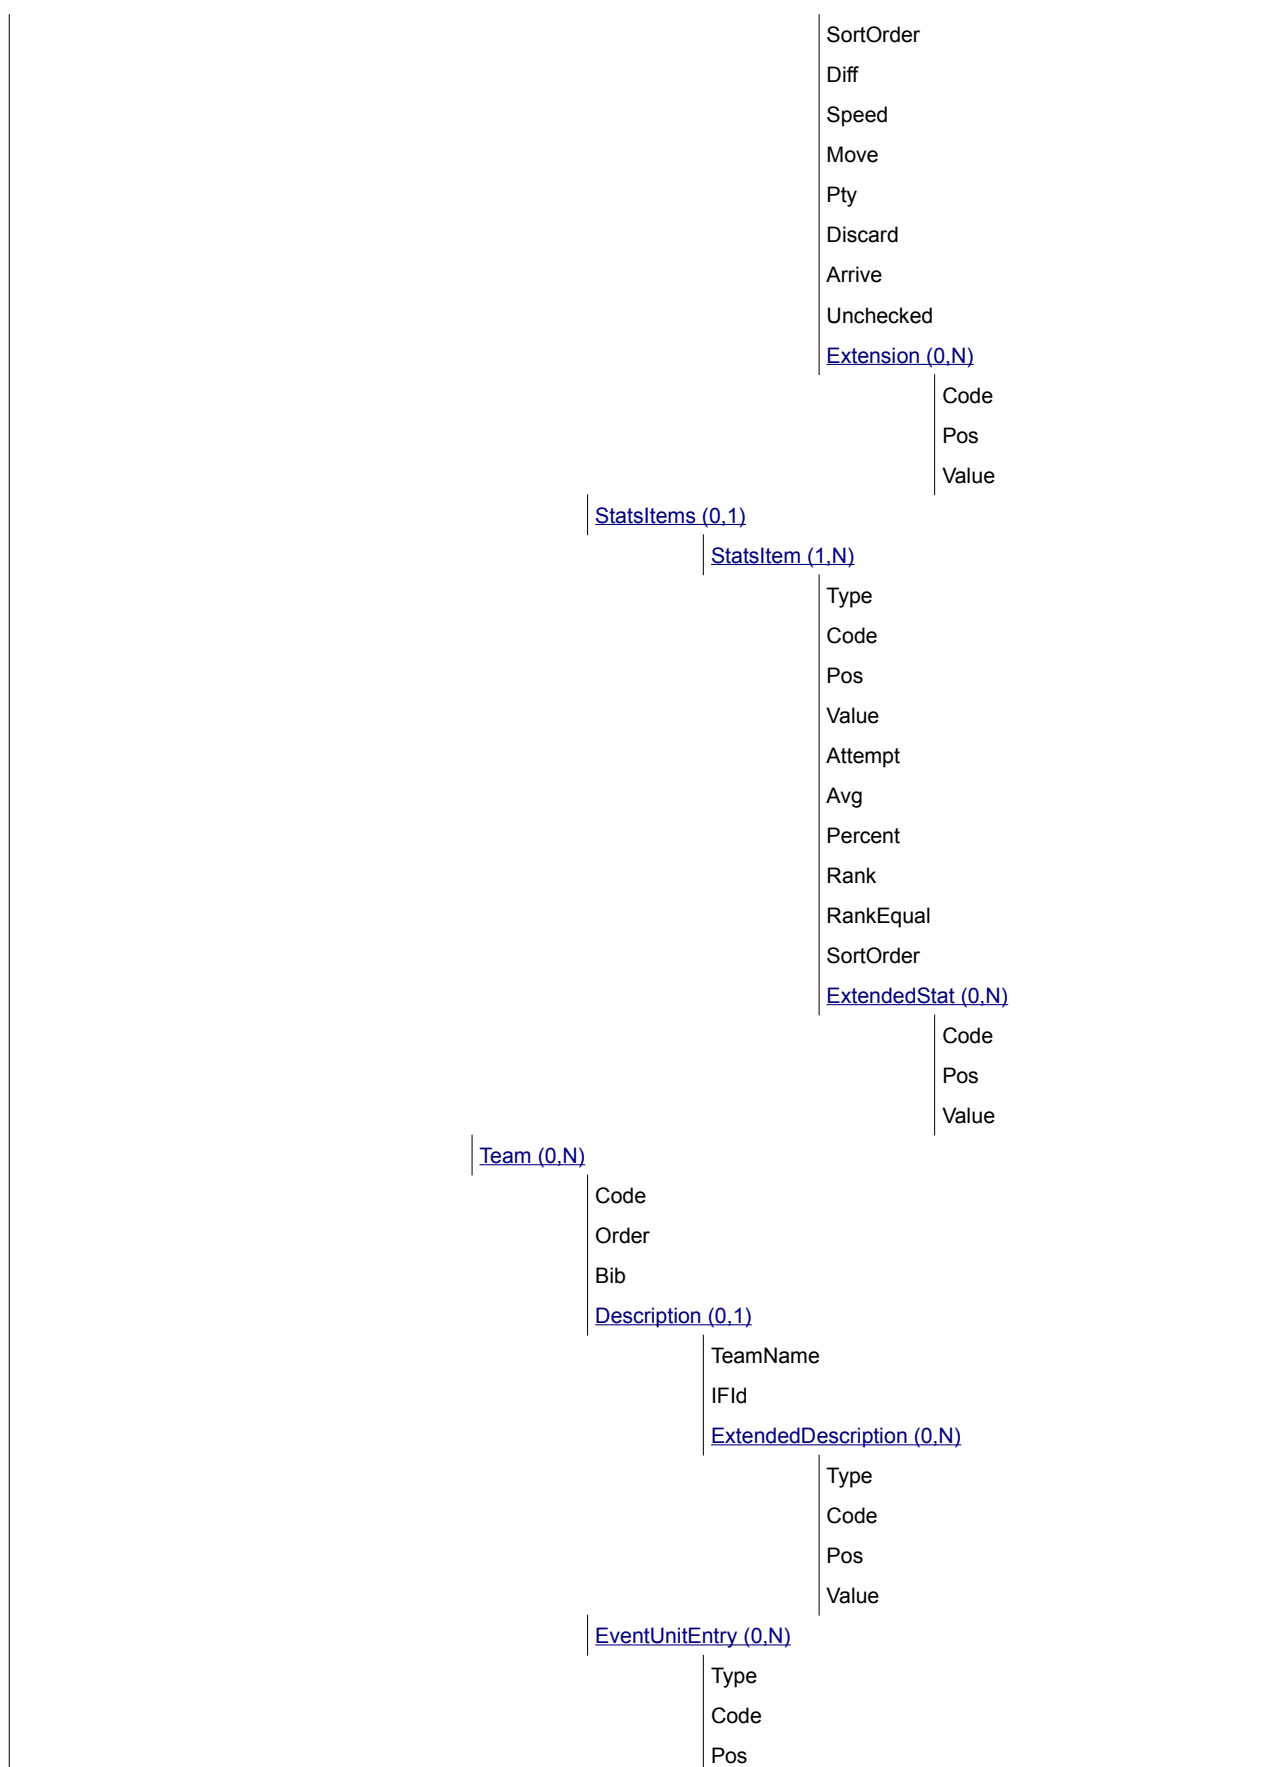 SortOrder
Diff
Speed
Move
Pty
Discard
Arrive
Unchecked
Extension (0,N)
Code
Pos
Value
StatsItems (0,1)
StatsItem (1,N)
Type
Code
Pos
Value
Attempt
Avg
Percent
Rank
RankEqual
SortOrder
ExtendedStat (0,N)
Code
Pos
Value
Team (0,N)
Code
Order
Bib
Description (0,1)
TeamName
IFId
ExtendedDescription (0,N)
Type
Code
Pos
Value
EventUnitEntry (0,N)
Type
Code
Pos